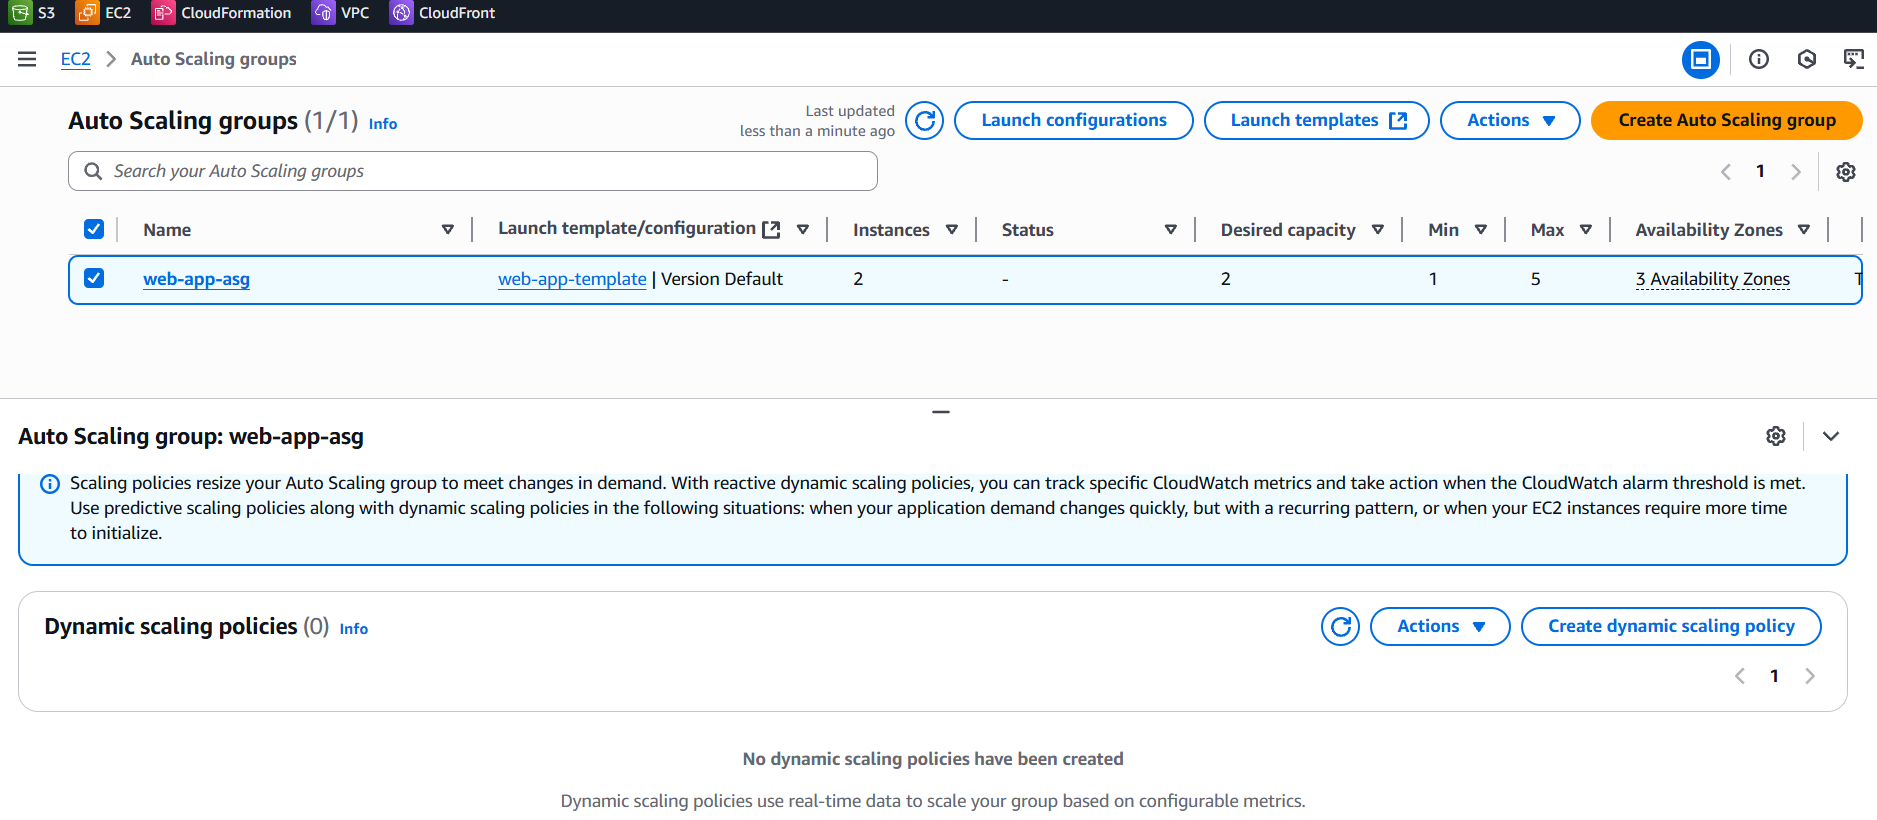 S3 EC2 CloudFormation VPC CloudFront
EC2 Auto Scaling groups
Auto Scaling groups (1/1) Info
Last updated
less than a minute ago
Launch configurations Launch templates Actions Create Auto Scaling group
Search your Auto Scaling groups
1
Name Launch template/configuration Instances Status Desired capacity Min Max Availability Zones
web-app-asg web-app-template | Version Default 2 - 2 1 5 3 Availability Zones
Auto Scaling group: web-app-asg
Scaling policies resize your Auto Scaling group to meet changes in demand. With reactive dynamic scaling policies, you can track specific CloudWatch metrics and take action when the CloudWatch alarm threshold is met.
Use predictive scaling policies along with dynamic scaling policies in the following situations: when your application demand changes quickly, but with a recurring pattern, or when your EC2 instances require more time
to initialize.
Dynamic scaling policies (0) Info
Actions Create dynamic scaling policy
1
No dynamic scaling policies have been created
Dynamic scaling policies use real-time data to scale your group based on configurable metrics.